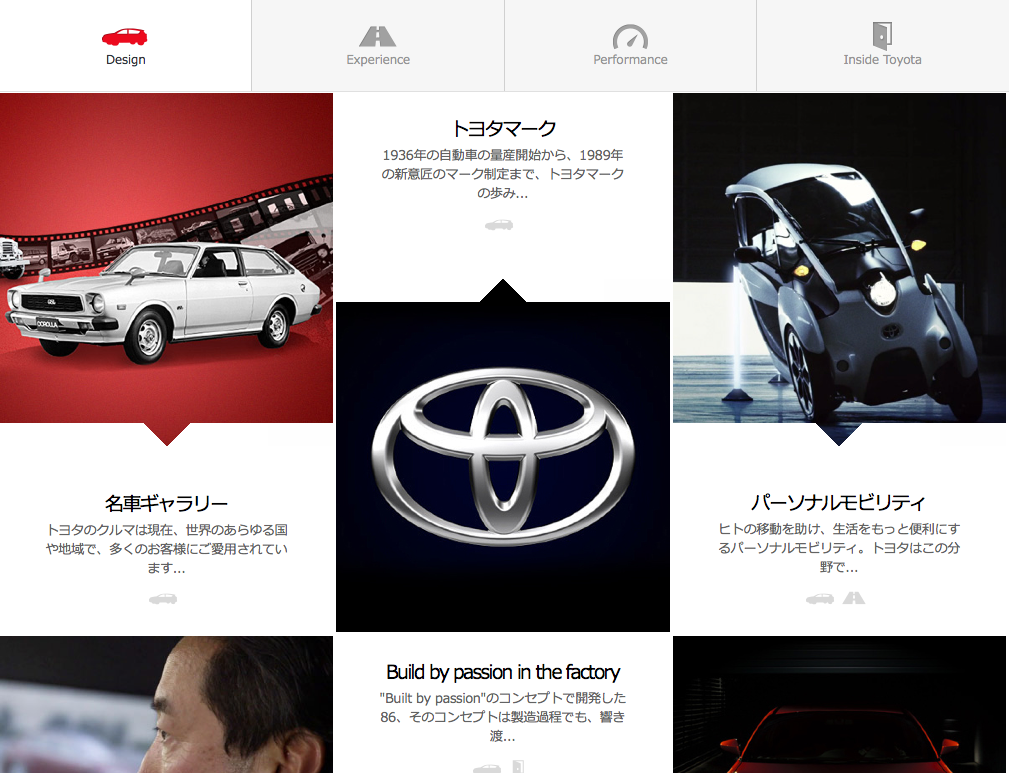 Design
Experience
Performance
Inside Toyota
トヨタマーク
1936年の自動車の量産開始から、1989年
の新意匠のマーク制定まで、トヨタマーク
の歩み...
COROLLA
名車ギャラリー
トヨタのクルマは現在、世界のあらゆる国
や地域で、多くのお客様にご愛用されてい
ます...
パーソナルモビリティ
ヒトの移動を助け、生活をもっと便利にす
るパーソナルモビリティ。トヨタはこの分
野で...
Build by passion in the factory
"Built by passion"のコンセプトで開発した
86、そのコンセプトは製造過程でも、響き
渡...